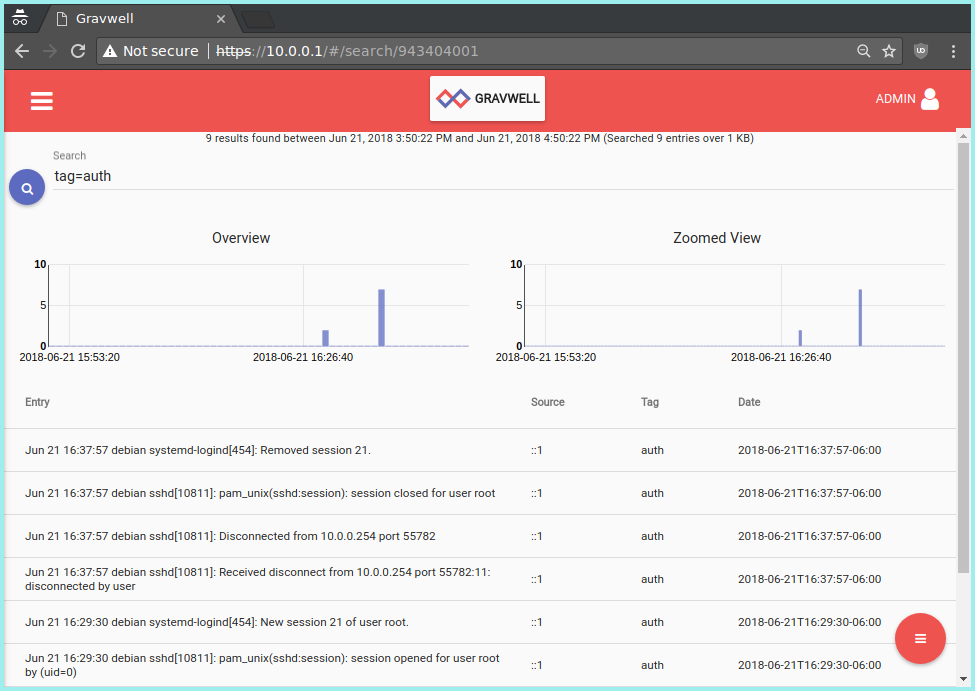 Gravwell
Not secure | https://10.0.0.1/#/search/943404001
GRAVWELL
ADMIN
9 results found between Jun 21, 2018 3:50:22 PM and Jun 21, 2018 4:50:22 PM (Searched 9 entries over 1 KB)
Search
tag=auth
Overview
10
5
0
2018-06-21 15:53:20 2018-06-21 16:26:40
Zoomed View
10
5
0
2018-06-21 15:53:20 2018-06-21 16:26:40
Entry Source Tag Date
Jun 21 16:37:57 debian systemd-logind[454]: Removed session 21. ::1 auth 2018-06-21T16:37:57-06:00
Jun 21 16:37:57 debian sshd[10811]: pam_unix(sshd:session): session closed for user root ::1 auth 2018-06-21T16:37:57-06:00
Jun 21 16:37:57 debian sshd[10811]: Disconnected from 10.0.0.254 port 55782 ::1 auth 2018-06-21T16:37:57-06:00
Jun 21 16:37:57 debian sshd[10811]: Received disconnect from 10.0.0.254 port 55782:11:
disconnected by user ::1 auth 2018-06-21T16:37:57-06:00
Jun 21 16:29:30 debian systemd-logind[454]: New session 21 of user root. ::1 auth 2018-06-21T16:29:30-06:00
Jun 21 16:29:30 debian sshd[10811]: pam_unix(sshd:session): session opened for user root
by (uid=0) ::1 auth 2018-06-21T16:29:30-06:00